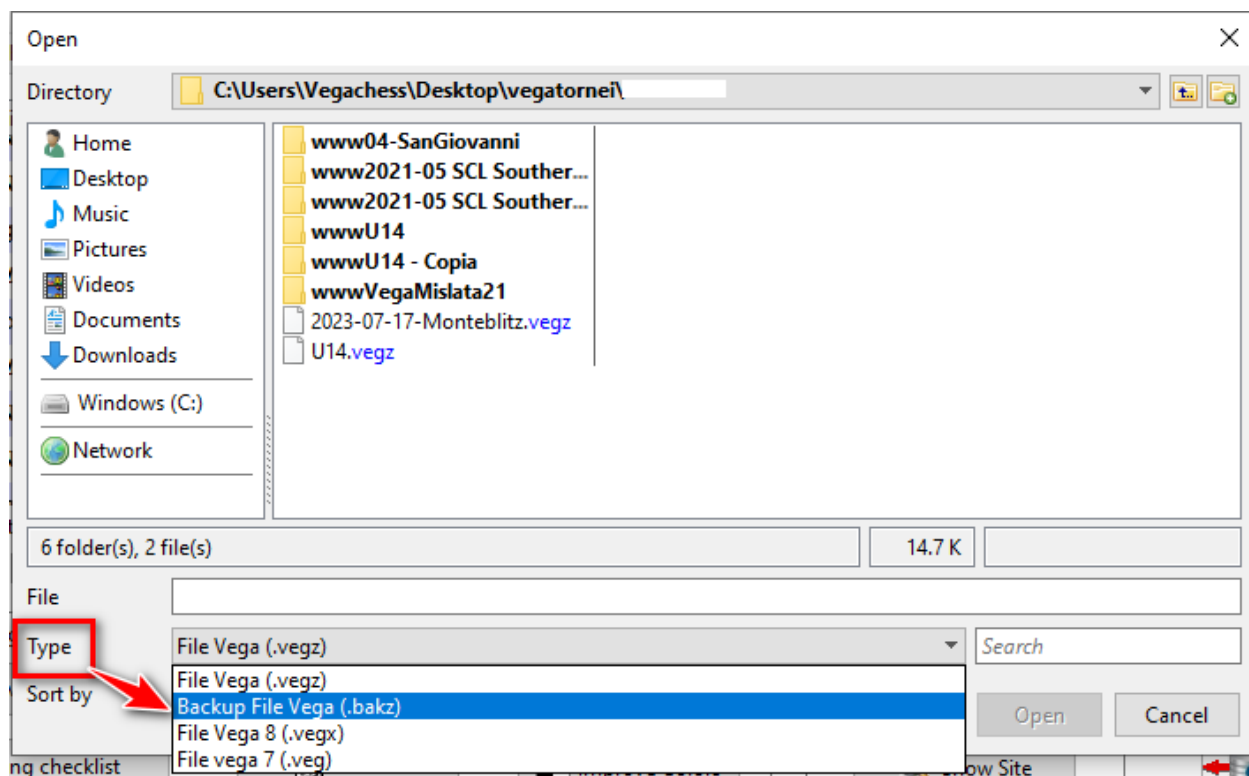 Open
Directory C:\Users\Vegachess\Desktop\vegatornei\
Home
Desktop
Music
Pictures
Videos
Documents
Downloads
Windows (C:)
Network
www04-SanGiovanni
www2021-05 SCL Souther...
www2021-05 SCL Souther...
wwwU14
wwwU14 - Copia
wwwVegaMislata21
2023-07-17-Monteblitz.vegz
U14.vegz
6 folder(s), 2 file(s) 14.7 K
File
Type File Vega (.vegz) Search
File Vega (.vegz)
Sort by
Backup File Vega (.bakz) Open Cancel
File Vega 8 (.vegx)
File vega 7 (.veg)
ng checklist Site